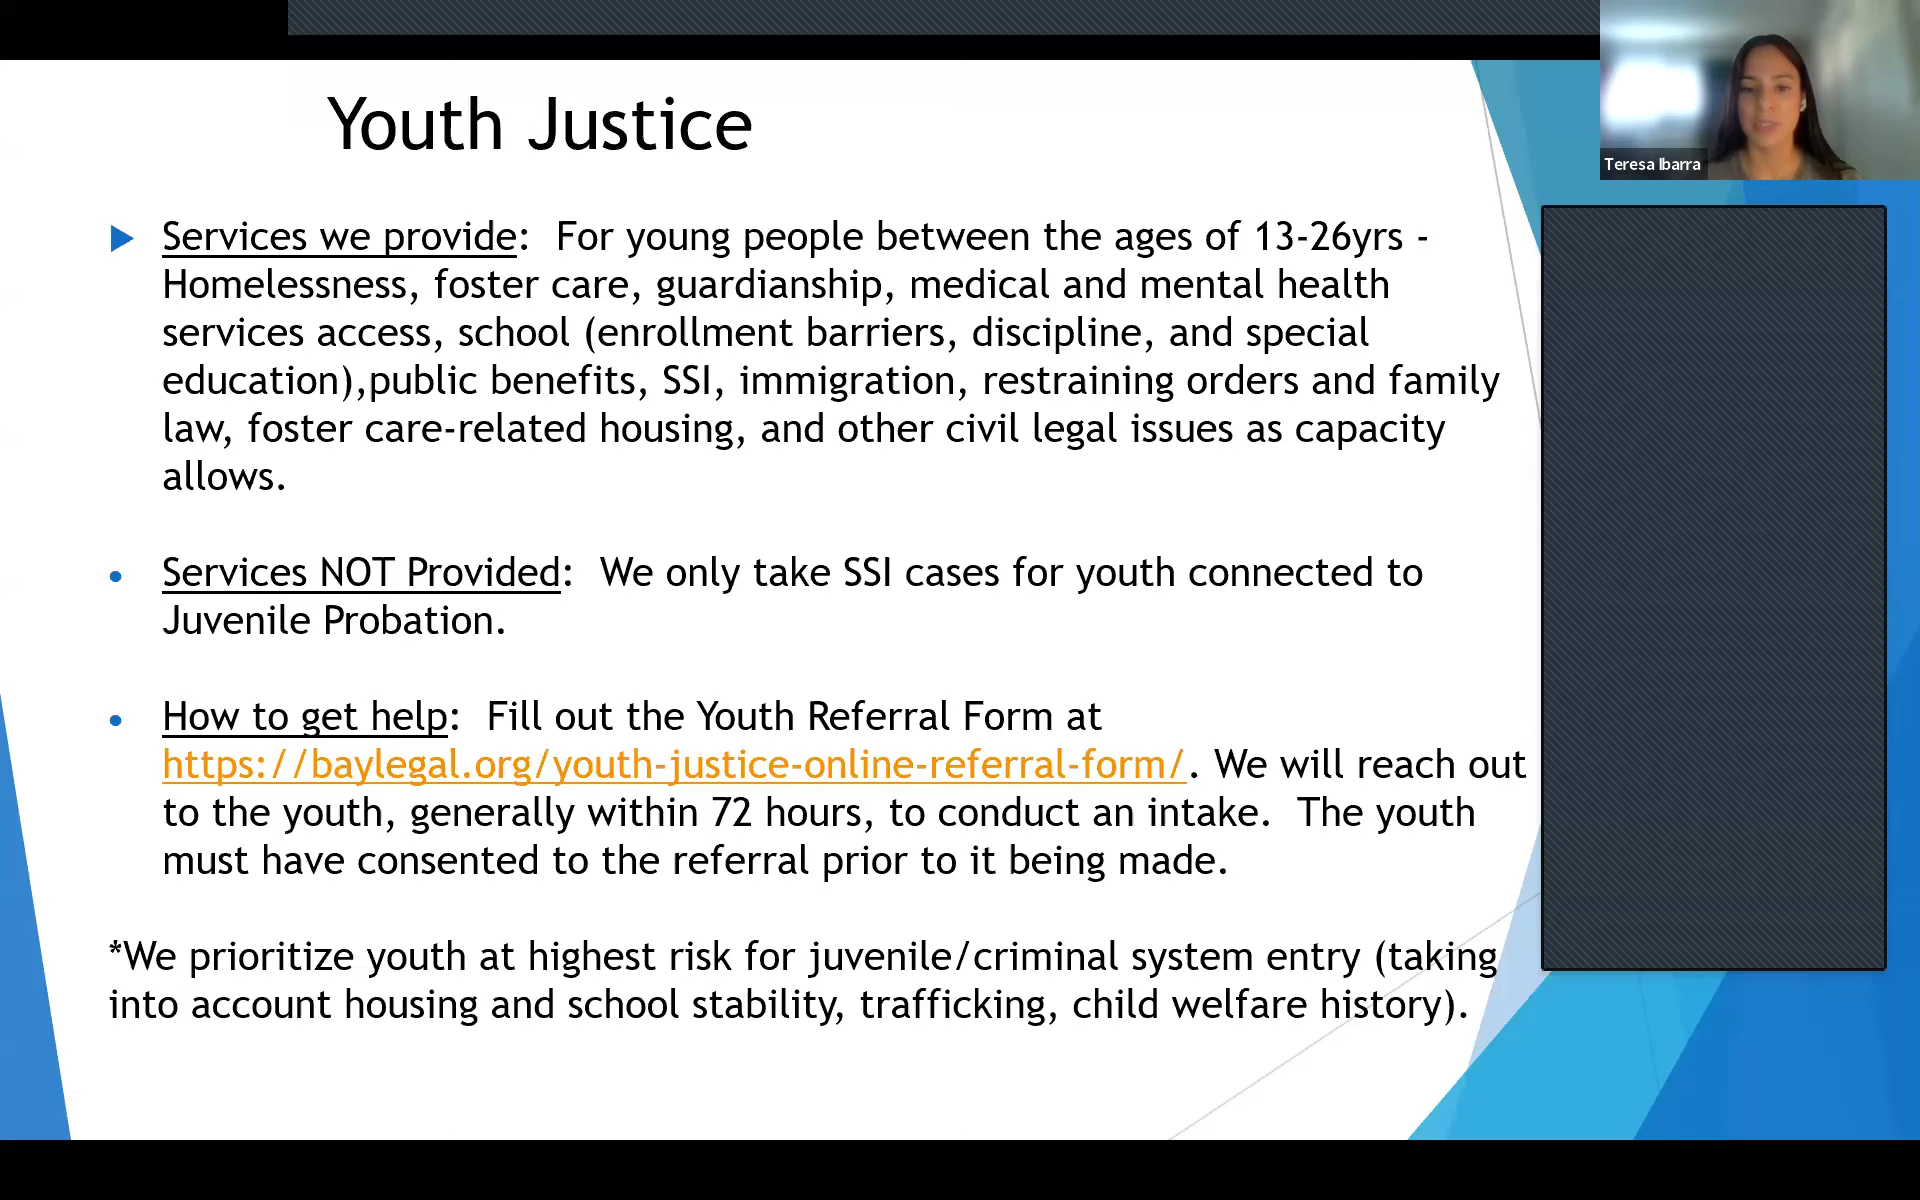 Youth Justice
Teresa Ibarra
Services we provide:  For young people between the ages of 13-26yrs -
Homelessness, foster care, guardianship, medical and mental health
services access, school (enrollment barriers, discipline, and special
education),public benefits, SSI, immigration, restraining orders and family
law, foster care-related housing, and other civil legal issues as capacity
allows.
Services NOT Provided:  We only take SSI cases for youth connected to
Juvenile Probation.
How to get help:  Fill out the Youth Referral Form at
https://baylegal.org/youth-justice-online-referral-form/. We will reach out
to the youth, generally within 72 hours, to conduct an intake.  The youth
must have consented to the referral prior to it being made.
*We prioritize youth at highest risk for juvenile/criminal system entry (taking
into account housing and school stability, trafficking, child welfare history).